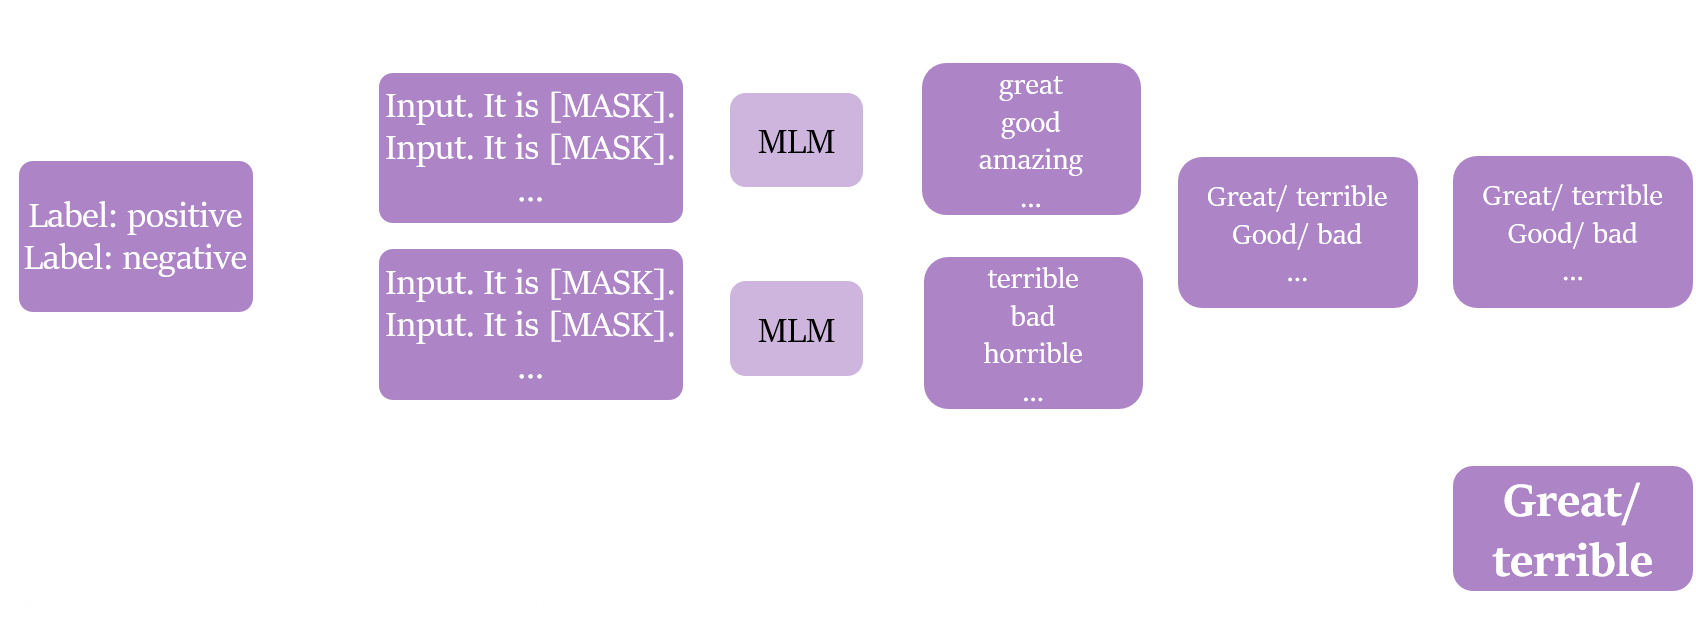 Label: positive
Label: negative
Input. It is [MASK].
Input. It is [MASK].
...
Input. It is [MASK].
Input. It is [MASK].
...
MLM
MLM
great
good
amazing
...
terrible
bad
horrible
...
Great/ terrible
Good/ bad
...
Great/ terrible
Good/ bad
...
Great/
terrible